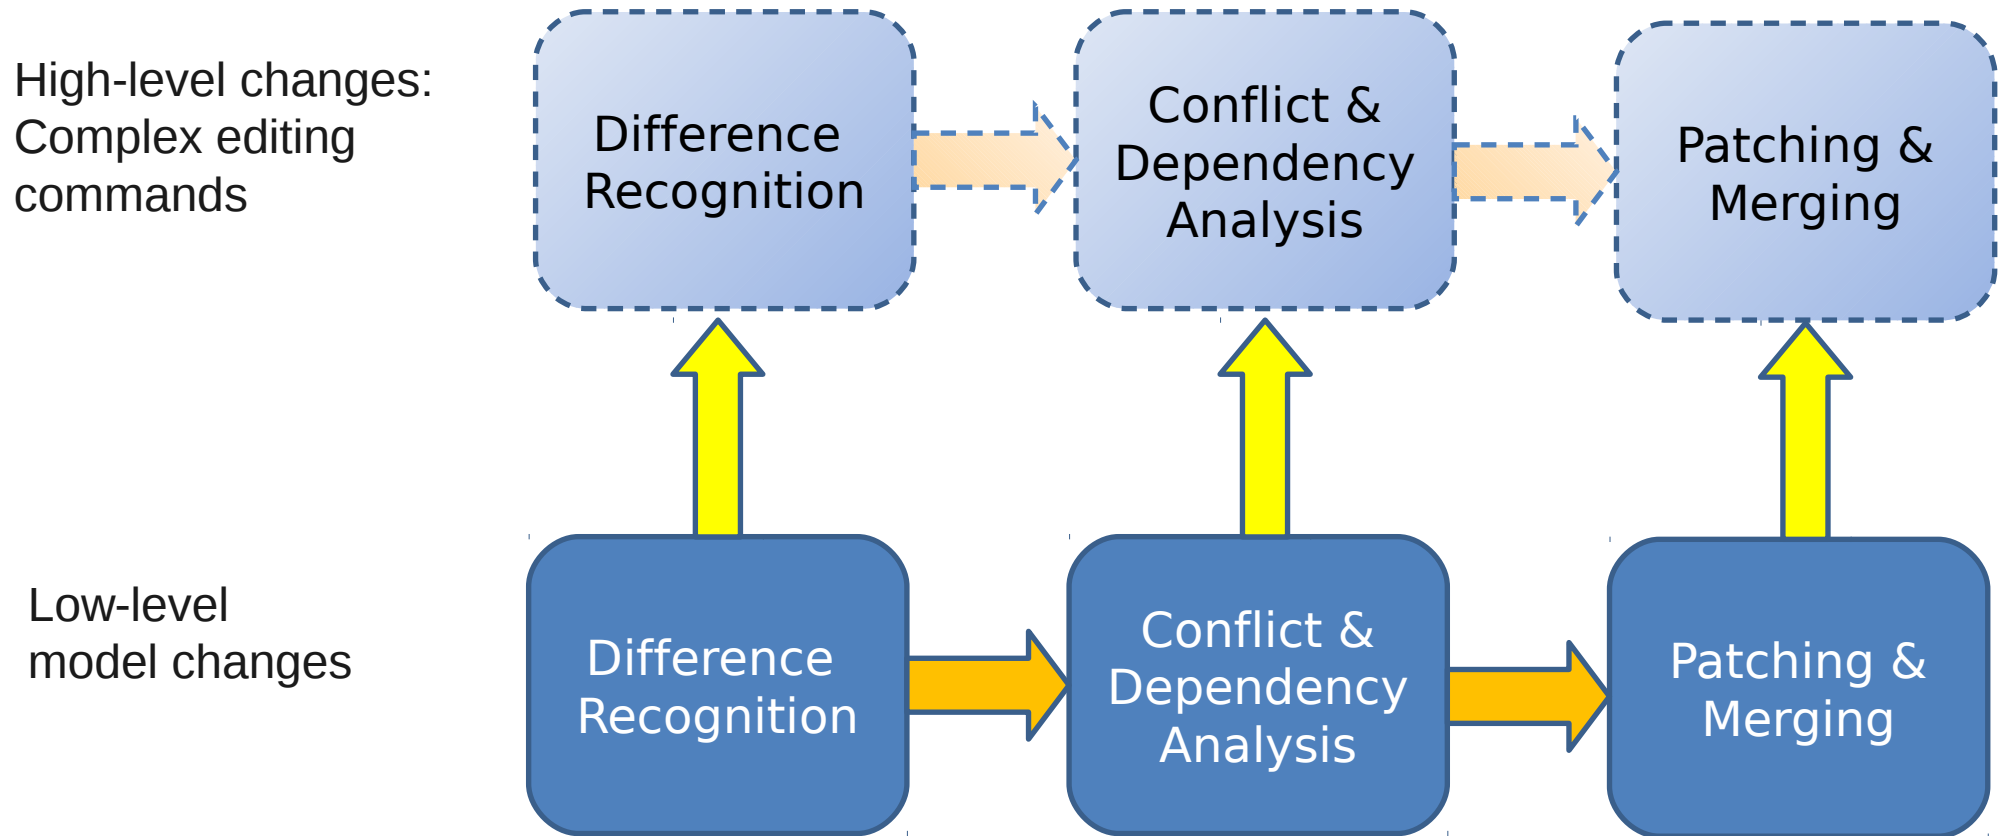 High-level changes:
Complex editing
commands
Difference
Recognition
Conflict &
Dependency
Analysis
Patching &
Merging
Low-level
model changes
Difference
Recognition
Conflict &
Dependency
Analysis
Patching &
Merging